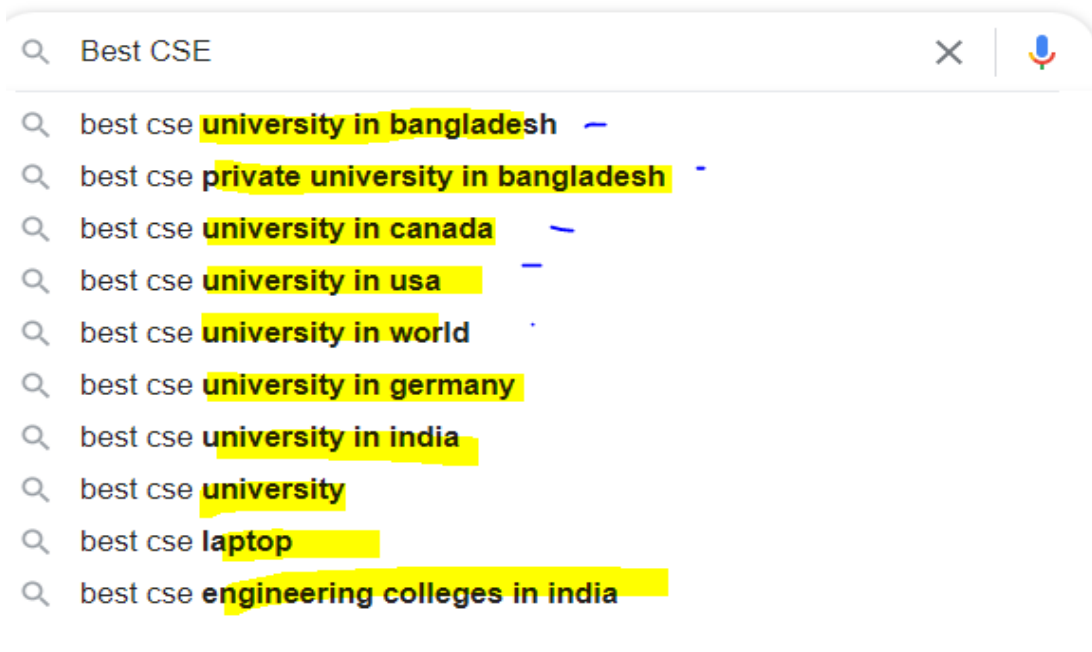 Best CSE
best cse university in bangladesh
best cse private university in bangladesh
best cse university in canada
best cse university in usa
best cse university in world
best cse university in germany
best cse university in india
best cse university
best cse laptop
best cse engineering colleges in india